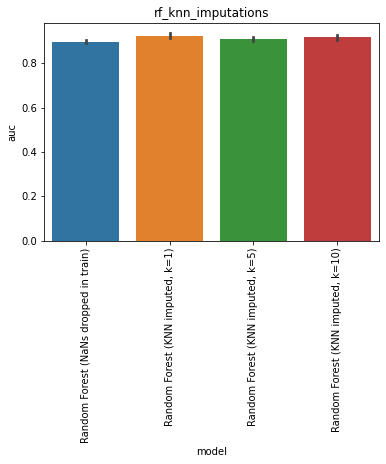 rf_knn_imputations
auc
0.8
0.6
0.4
0.2
0.0
Random Forest (NaNs dropped in train)
Random Forest (KNN imputed, k=1)
Random Forest (KNN imputed, k=5)
Random Forest (KNN imputed, k=10)
model